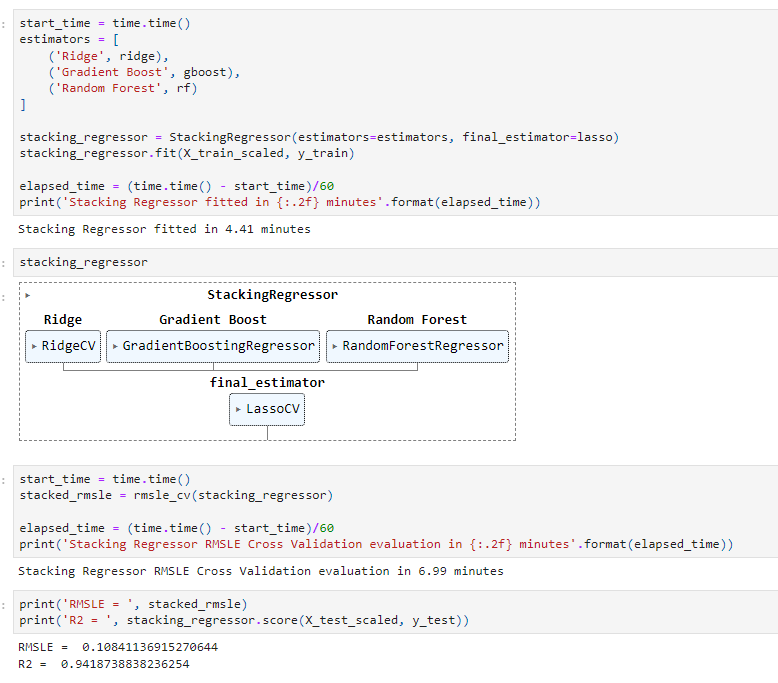 start_time = time.time()
estimators = [
    ('Ridge', ridge),
    ('Gradient Boost', gboost),
    ('Random Forest', rf)
]
stacking_regressor = StackingRegressor(estimators=estimators, final_estimator=lasso)
stacking_regressor.fit(X_train_scaled, y_train)
elapsed_time = (time.time() - start_time)/60
print('Stacking Regressor fitted in {:.2f} minutes'.format(elapsed_time))
Stacking Regressor fitted in 4.41 minutes
stacking_regressor
StackingRegressor
Ridge Gradient Boost Random Forest
RidgeCV GradientBoostingRegressor RandomForestRegressor
final_estimator
LassoCV
start_time = time.time()
stacked_rmsle = rmsle_cv(stacking_regressor)
elapsed_time = (time.time() - start_time)/60
print('Stacking Regressor RMSLE Cross Validation evaluation in {:.2f} minutes'.format(elapsed_time))
Stacking Regressor RMSLE Cross Validation evaluation in 6.99 minutes
print('RMSLE = ', stacked_rmsle)
print('R2 = ', stacking_regressor.score(X_test_scaled, y_test))
RMSLE =  0.10841136915270644
R2 =  0.9418738838236254